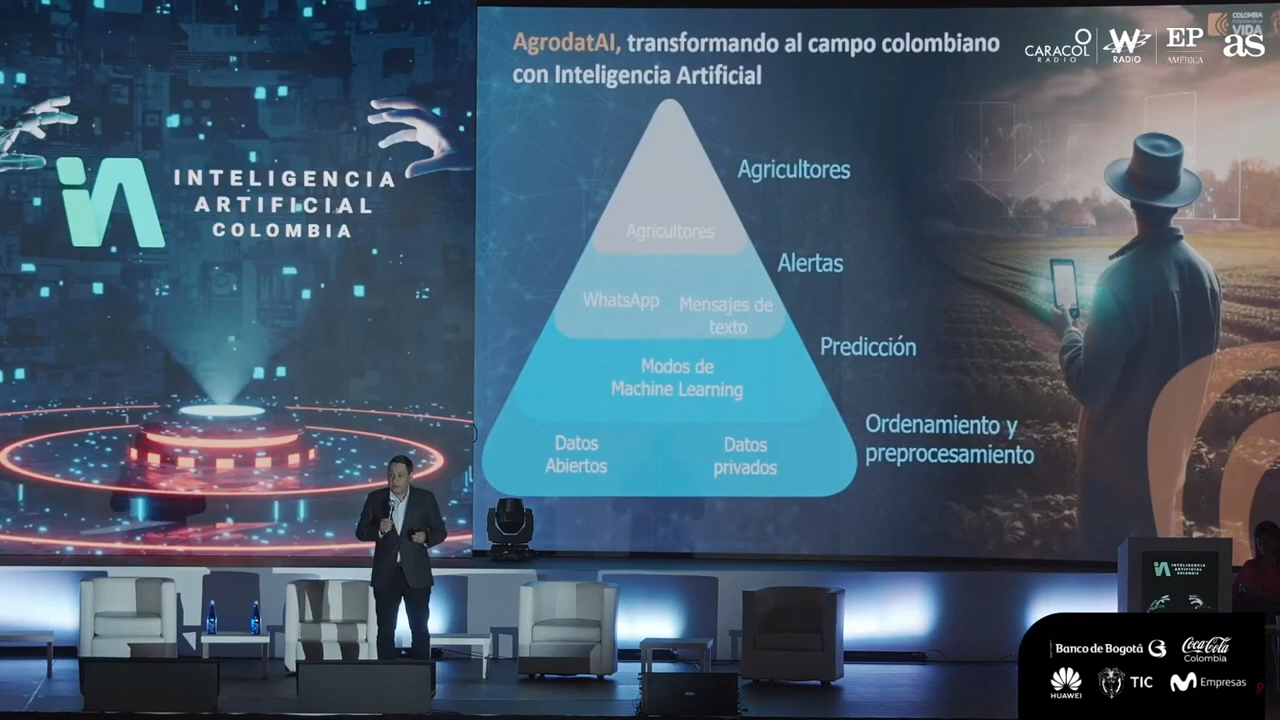 INTELIGENCIA
ARTIFICIAL
COLOMBIA
AgrodatAI, transformando al campo colombiano
con Inteligencia Artificial
Agricultores
Agricultores
Alertas
WhatsApp
Mensajes de
texto
Predicción
Modos de
Machine Learning
Ordenamiento y
preprocesamiento
Datos
Abiertos
Datos
privados
CARACOL
RADIO
W
RADIO
EP
AMÉRICA
as
COLOMBIA
VIDA
iA INTELIGENCIA
ARTIFICIAL
COLOMBIA
Banco de Bogotá
Coca-Cola
Colombia
HUAWEI
TIC
Empresas